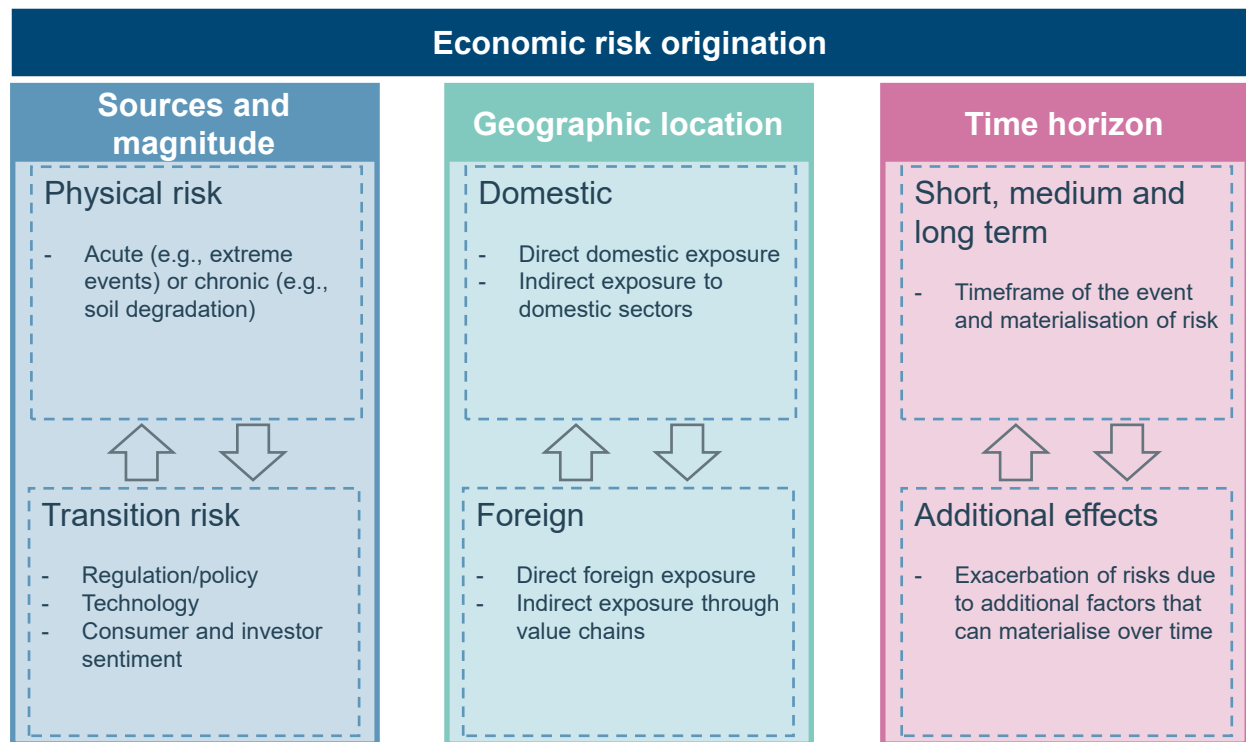 Economic risk origination
Sources and
magnitude
Physical risk
- Acute (e.g., extreme
events) or chronic (e.g.,
soil degradation)
Transition risk
- Regulation/policy
- Technology
- Consumer and investor
sentiment
Geographic location
Domestic
- Direct domestic exposure
- Indirect exposure to
domestic sectors
Foreign
- Direct foreign exposure
- Indirect exposure through
value chains
Time horizon
Short, medium and
long term
- Timeframe of the event
and materialisation of risk
Additional effects
- Exacerbation of risks due
to additional factors that
can materialise over time